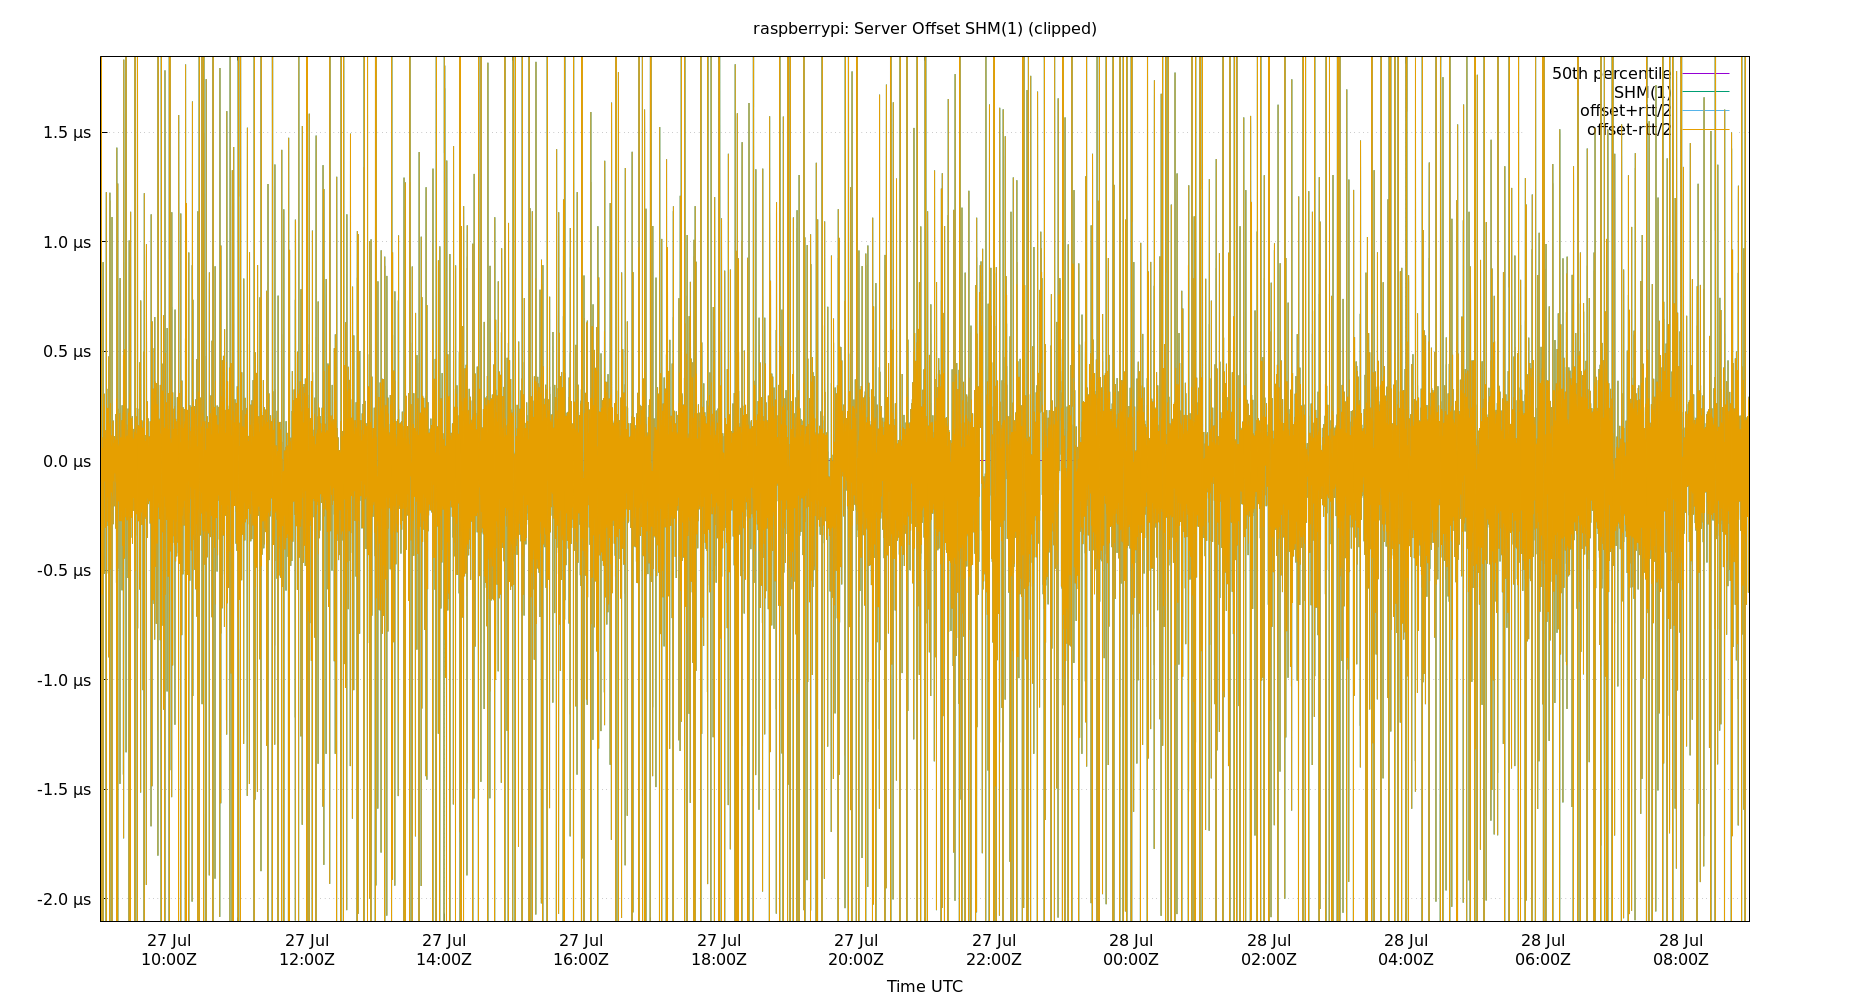 raspberrypi: Server Offset SHM(1) (clipped)
50th percentile
SHM(1)
offset+rtt/2
offset-rtt/2
1.5 µs
1.0 µs
0.5 µs
0.0 µs
-0.5 µs
-1.0 µs
-1.5 µs
-2.0 µs
27 Jul 27 Jul 27 Jul 27 Jul 27 Jul 27 Jul 27 Jul 28 Jul 28 Jul 28 Jul 28 Jul 28 Jul
10:00Z 12:00Z 14:00Z 16:00Z 18:00Z 20:00Z 22:00Z 00:00Z 02:00Z 04:00Z 06:00Z 08:00Z
Time UTC